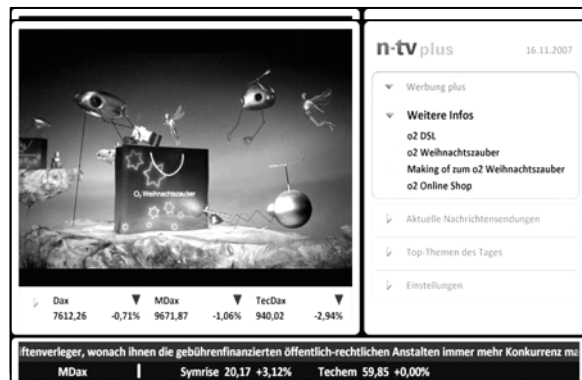 n-tv plus
16.11.2007
Werbung plus
Weitere Infos
o2 DSL
o2 Weihnachtszauber
Making of zum o2 Weihnachtszauber
o2 Online Shop
Aktuelle Nachrichtensendungen
Top-Themen des Tages
Einstellungen
O₂ Weihnachtszauber
Dax MDax TecDax
7612,26 -0,71% 9671,87 -1,06% 940,02 -2,94%
iftenverleger, wonach ihnen die gebührenfinanzierten öffentlich-rechtlichen Anstalten immer mehr Konkurrenz ma
MDax Symrise 20,17 +3,12% Techem 59,85 +0,00%